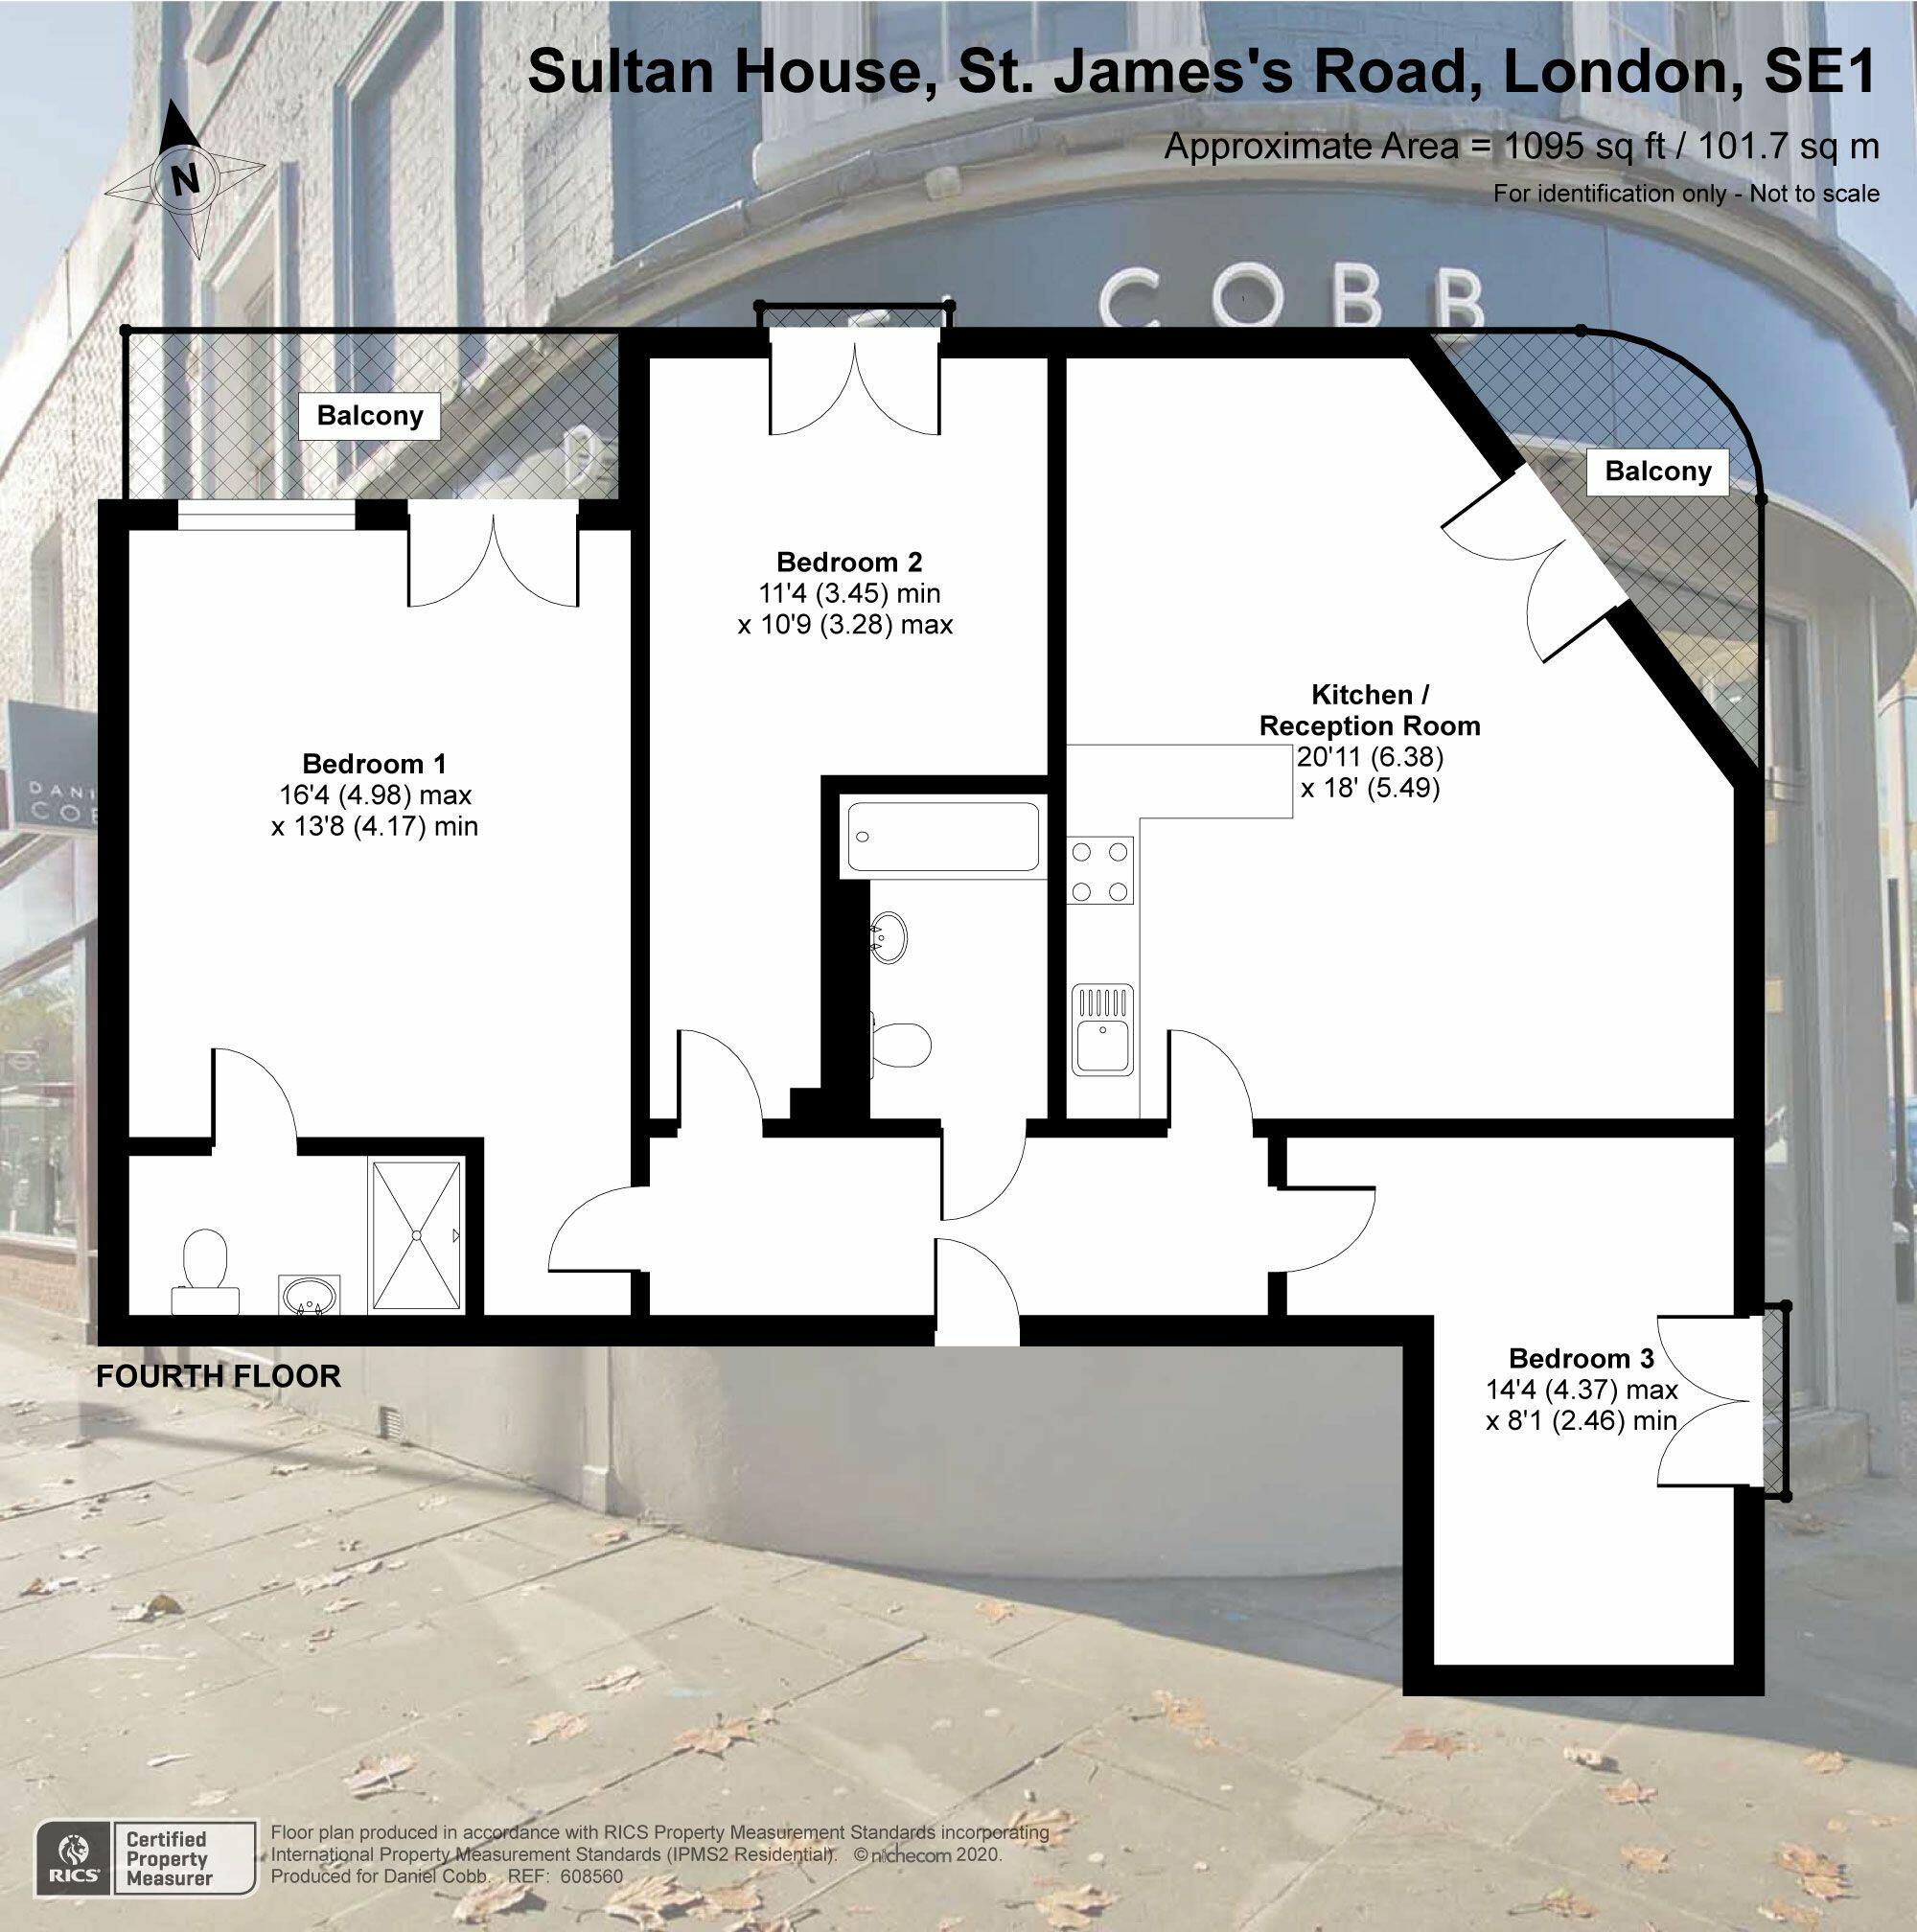 Sultan House, St. James's Road, London, SE1
Approximate Area = 1095 sq ft / 101.7 sq m
For identification only - Not to scale
N
COBB
Balcony
Balcony
Bedroom 2
11'4 (3.45) min
x 10'9 (3.28) max
Kitchen /
Reception Room
20'11 (6.38)
x 18' (5.49)
Bedroom 1
16'4 (4.98) max
x 13'8 (4.17) min
DANI
COB
Bedroom 3
14'4 (4.37) max
x 8'1 (2.46) min
FOURTH FLOOR
RICS
Certified
Property
Measurer
Floor plan produced in accordance with RICS Property Measurement Standards incorporating
International Property Measurement Standards (IPMS2 Residential). © nichecom 2020.
Produced for Daniel Cobb. REF: 608560